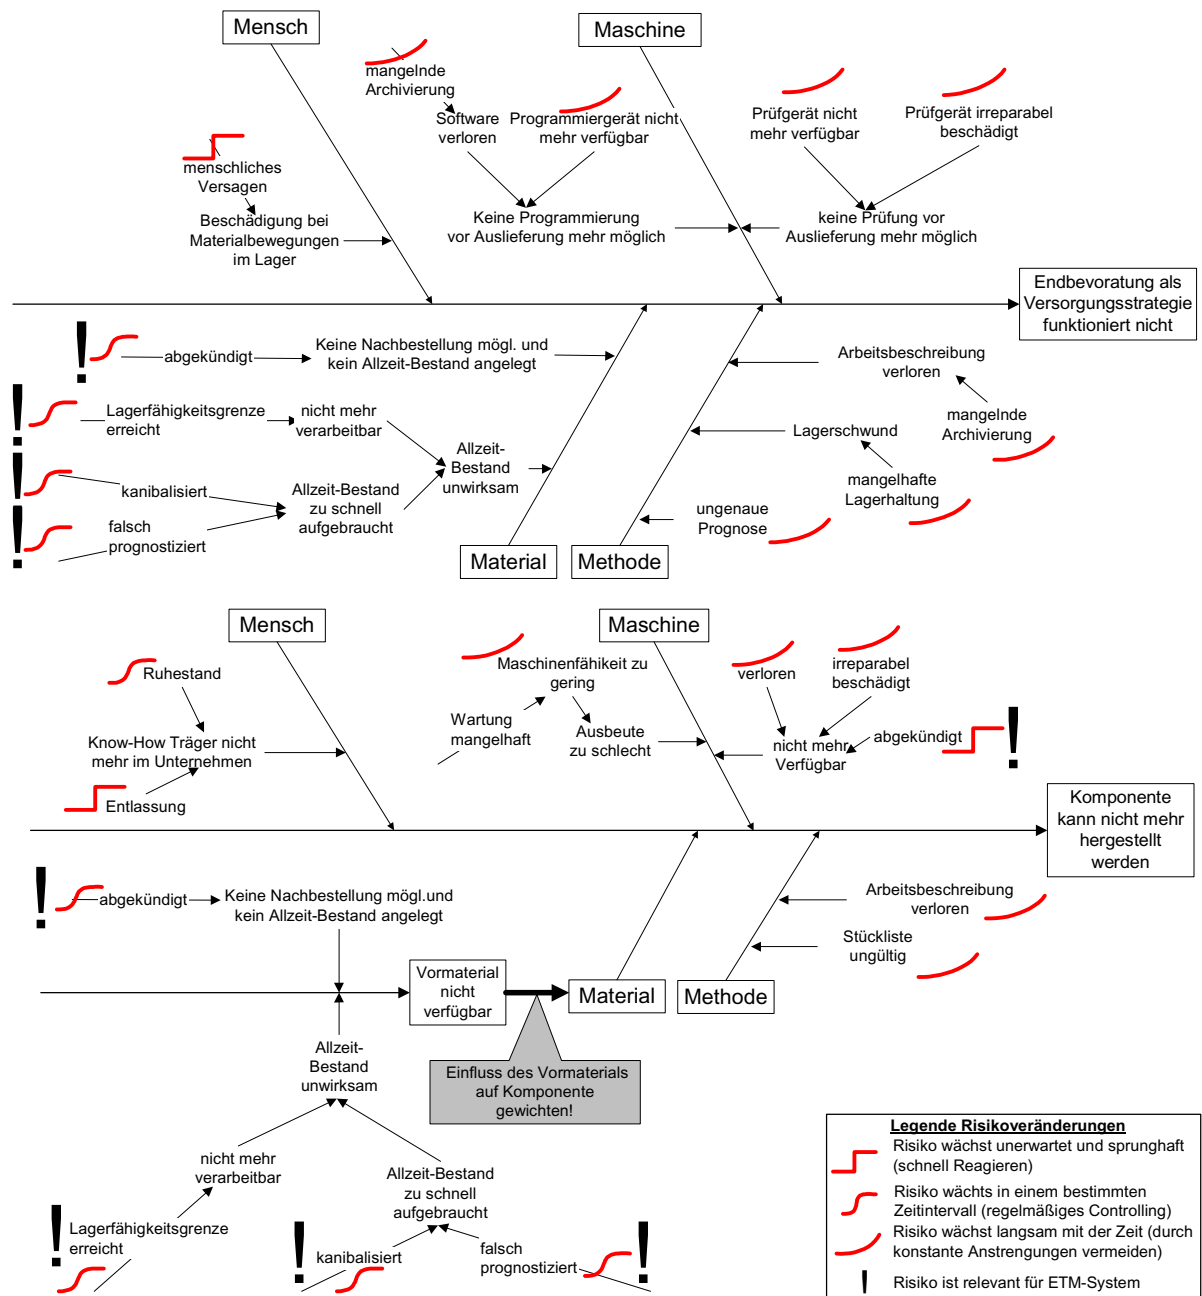 Mensch
Maschine
mangelnde
Archivierung
Software
verloren
Programmiergerät nicht
mehr verfügbar
Prüfgerät nicht
mehr verfügbar
Prüfgerät irreparabel
beschädigt
menschliches
Versagen
Beschädigung bei
Materialbewegungen
im Lager
Keine Programmierung
vor Auslieferung mehr möglich
keine Prüfung vor
Auslieferung mehr möglich
Endbevoratung als
Versorgungsstrategie
funktioniert nicht
!
abgekündigt
Keine Nachbestellung mögl. und
kein Allzeit-Bestand angelegt
Arbeitsbeschreibung
verloren
!
Lagerfähigkeitsgrenze
erreicht
nicht mehr
verarbeitbar
mangelnde
Archivierung
Lagerschwund
Allzeit-
Bestand
unwirksam
!
kanibalisiert
Allzeit-Bestand
zu schnell
aufgebraucht
mangelhafte
Lagerhaltung
!
falsch
prognostiziert
ungenaue
Prognose
Material
Methode
Mensch
Maschine
Ruhestand
Maschinenfähikeit zu
gering
verloren
irreparabel
beschädigt
Wartung
mangelhaft
Ausbeute
zu schlecht
Know-How Träger nicht
mehr im Unternehmen
nicht mehr
Verfügbar
abgekündigt
!
Entlassung
Komponente
kann nicht mehr
hergestellt
werden
!
abgekündigt
Keine Nachbestellung mögl.und
kein Allzeit-Bestand angelegt
Arbeitsbeschreibung
verloren
Stückliste
ungültig
Vormaterial
nicht
verfügbar
Material
Methode
Allzeit-
Bestand
unwirksam
Einfluss des Vormaterials
auf Komponente
gewichten!
nicht mehr
verarbeitbar
Allzeit-Bestand
zu schnell
aufgebraucht
!
Lagerfähigkeitsgrenze
erreicht
!
kanibalisiert
falsch
prognostiziert
!
Legende Risikoveränderungen
Risiko wächst unerwartet und sprunghaft
(schnell Reagieren)
Risiko wächts in einem bestimmten
Zeitintervall (regelmäßiges Controlling)
Risiko wächst langsam mit der Zeit (durch
konstante Anstrengungen vermeiden)
! Risiko ist relevant für ETM-System